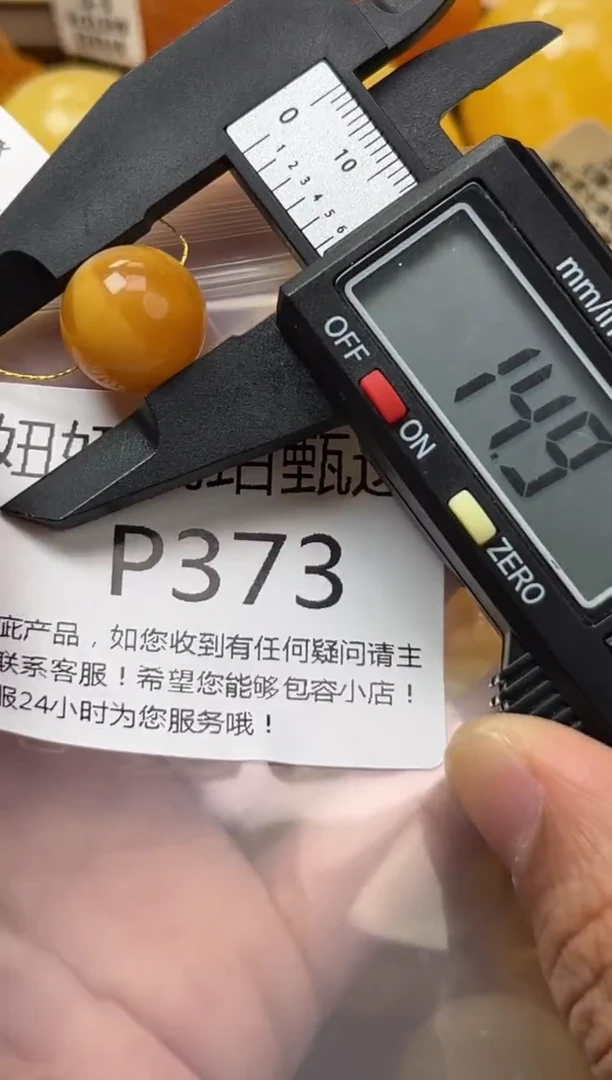 0
10
1 2 3 4 5 6
mm/in
OFF
ON
ZERO
14.9
P373
此产品，如您收到有任何疑问请主
联系客服！希望您能够包容小店！
服24小时为您服务哦！